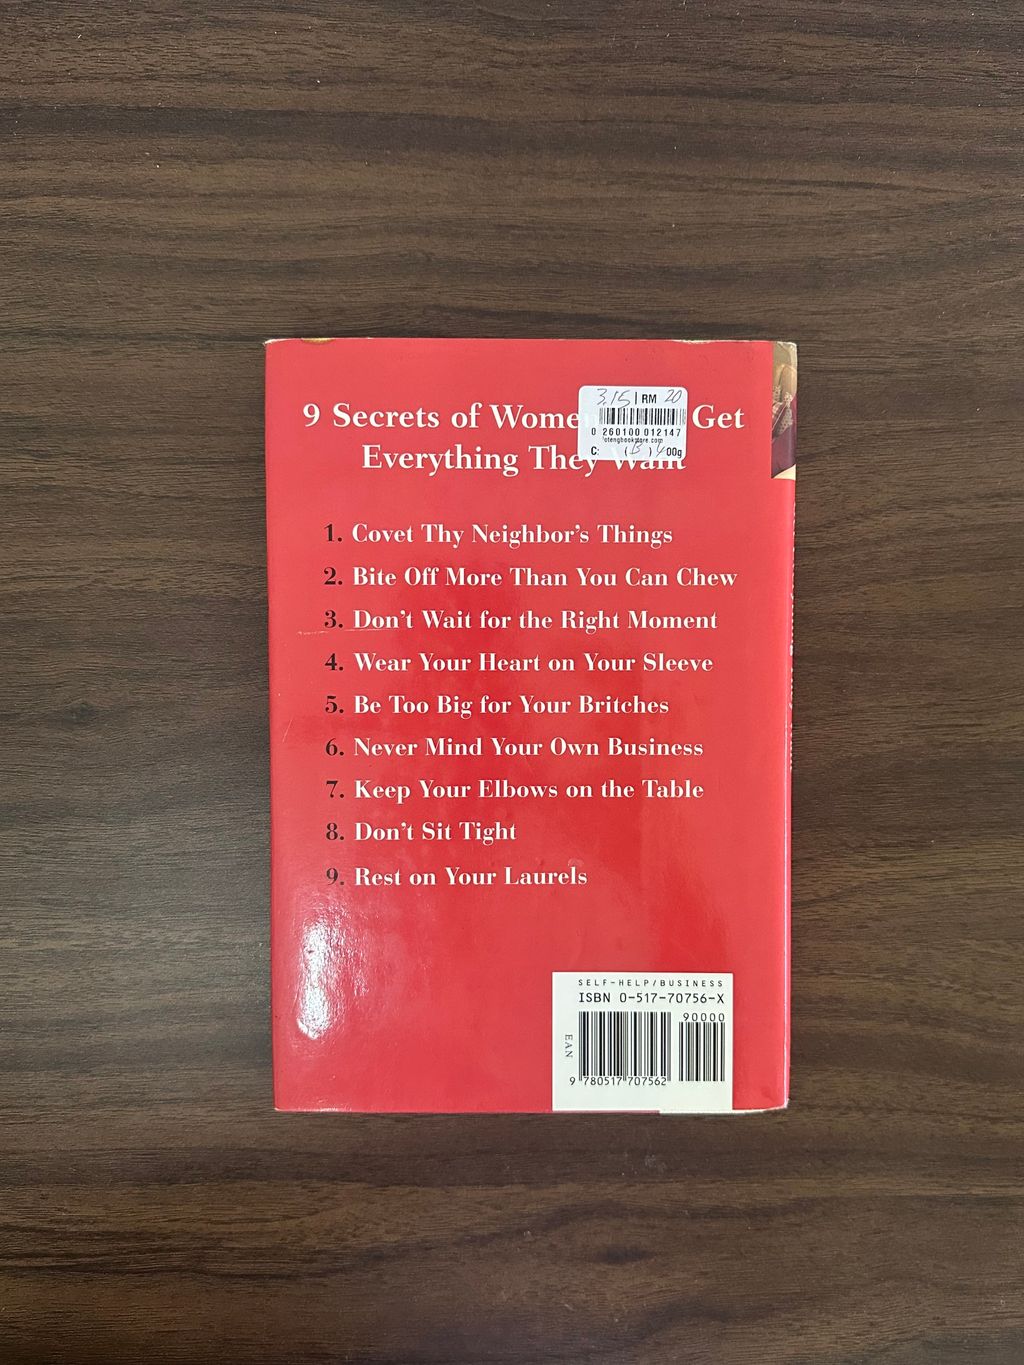 3.15 | RM 20
0 260100 012147
C: ( B ) 400g
9 Secrets of Women Get
Everything They Want
1. Covet Thy Neighbor's Things
2. Bite Off More Than You Can Chew
3. Don't Wait for the Right Moment
4. Wear Your Heart on Your Sleeve
5. Be Too Big for Your Britches
6. Never Mind Your Own Business
7. Keep Your Elbows on the Table
8. Don't Sit Tight
9. Rest on Your Laurels
SELF-HELP/BUSINESS
ISBN 0-517-70756-X
90000
EAN
9 780517 707562